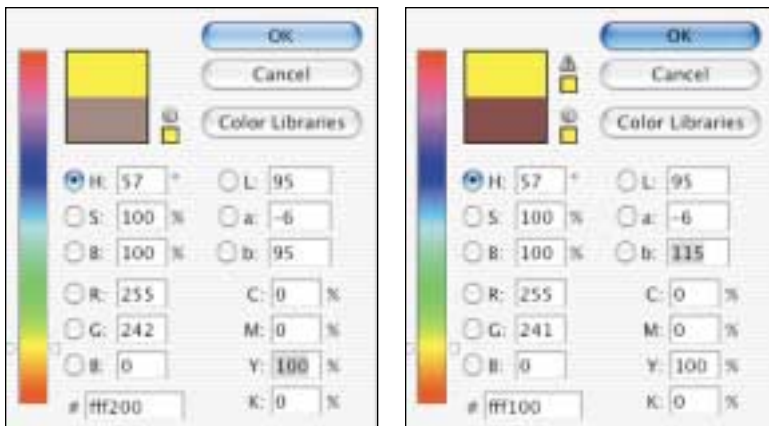 OK
Cancel
Color Libraries
H: 57 °
S: 100 %
B: 100 %
R: 255
G: 242
B: 0
# fff200
L: 95
a: -6
b: 95
C: 0 %
M: 0 %
Y: 100 %
K: 0 %
OK
Cancel
Color Libraries
H: 57 °
S: 100 %
B: 100 %
R: 255
G: 241
B: 0
# fff100
L: 95
a: -6
b: 115
C: 0 %
M: 0 %
Y: 100 %
K: 0 %